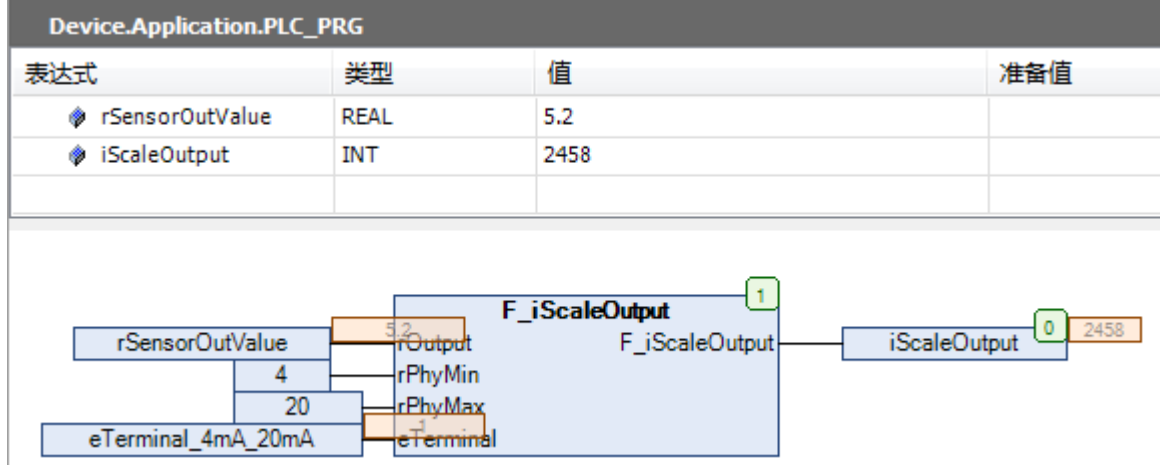 Device.Application.PLC_PRG
表达式 类型 值 准备值
rSensorOutValue REAL 5.2
iScaleOutput INT 2458
F_iScaleOutput 1
rSensorOutValue 5.2 rOutput F_iScaleOutput iScaleOutput 0 2458
4 rPhyMin
20 rPhyMax
eTerminal_4mA_20mA 1 eTerminal